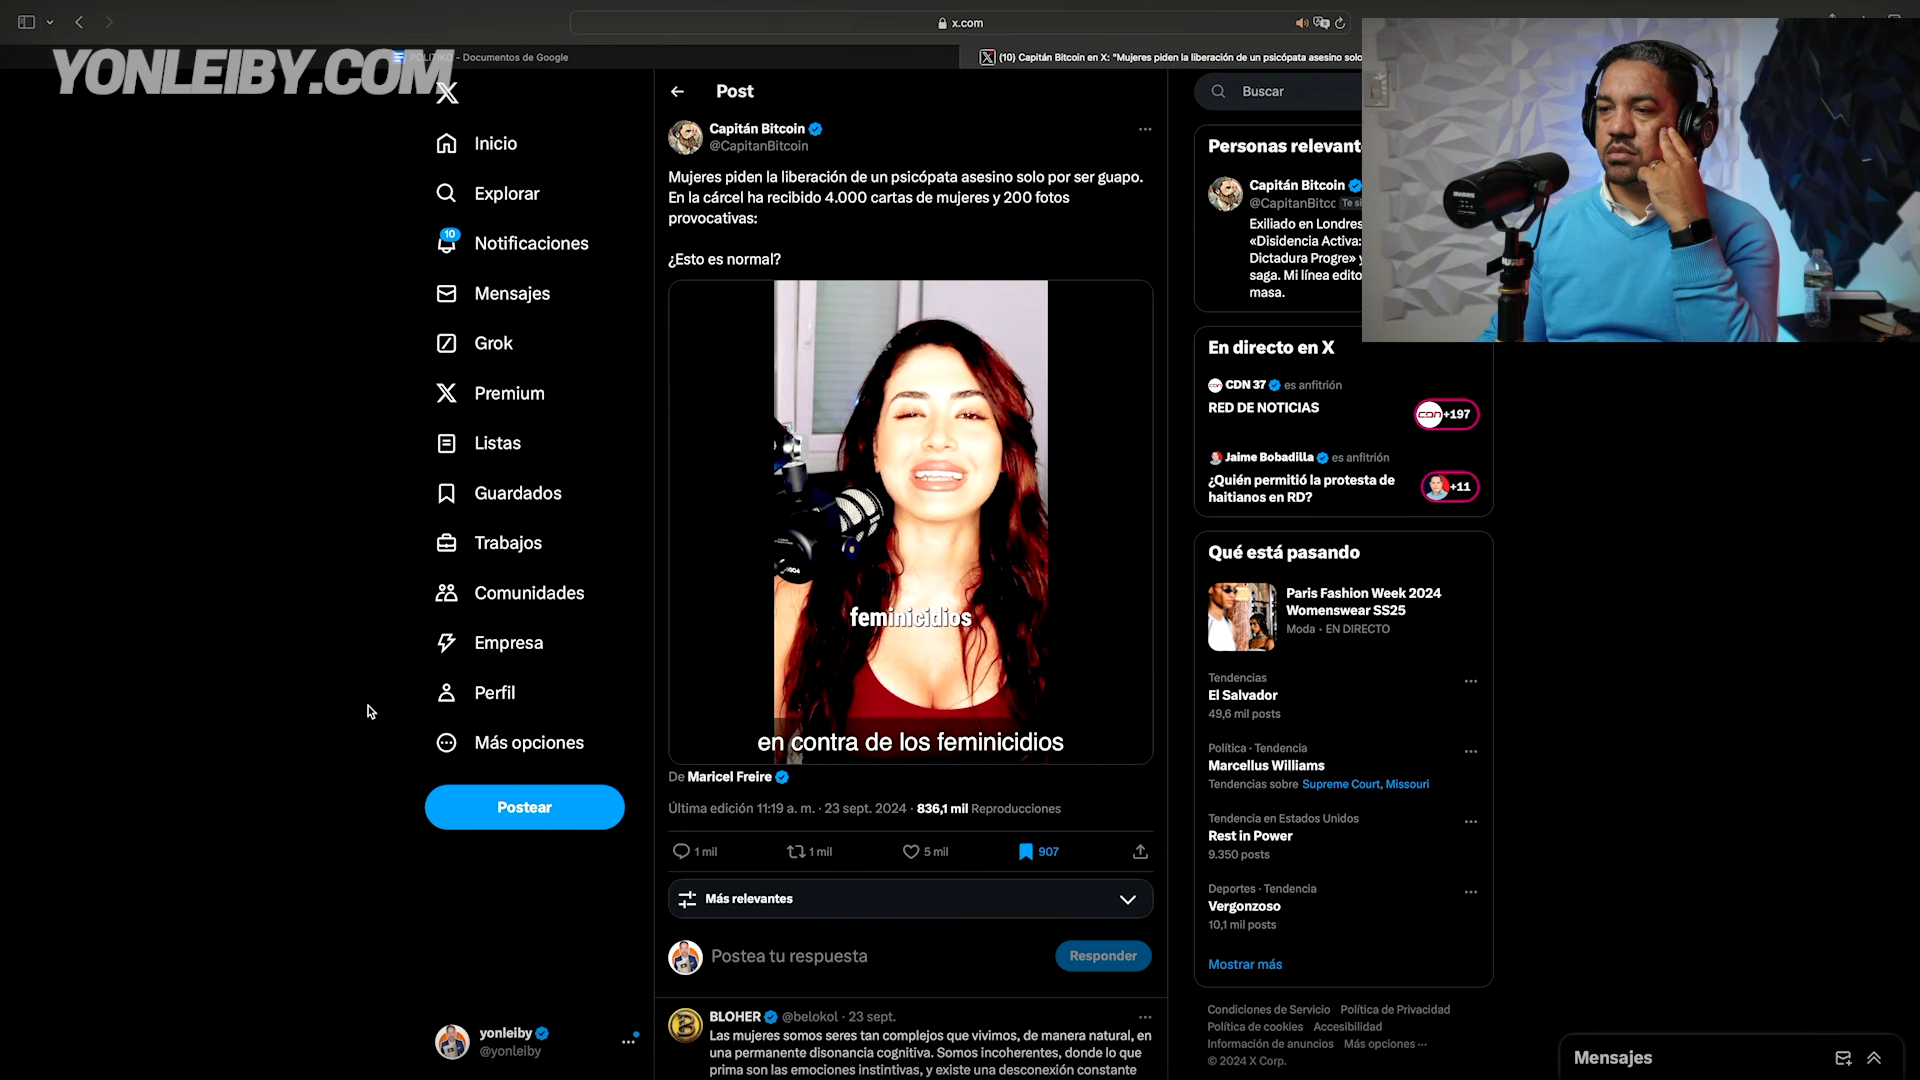 x.com
- Documentos de Google
(10) Capitán Bitcoin en X: "Mujeres piden la liberación de un psicópata asesino solo
YONLEIBY.COM
Inicio
Explorar
10
Notificaciones
Mensajes
Grok
Premium
Listas
Guardados
Trabajos
Comunidades
Empresa
Perfil
Más opciones
Postear
yonleiby
@yonleiby
Post
Capitán Bitcoin
@CapitanBitcoin
Mujeres piden la liberación de un psicópata asesino solo por ser guapo.
En la cárcel ha recibido 4.000 cartas de mujeres y 200 fotos
provocativas:
¿Esto es normal?
feminicidios
en contra de los feminicidios
De Maricel Freire
Última edición 11:19 a. m. · 23 sept. 2024 · 836,1 mil Reproducciones
1 mil
1 mil
5 mil
907
Más relevantes
Postea tu respuesta
Responder
BLOHER @belokol · 23 sept.
Las mujeres somos seres tan complejos que vivimos, de manera natural, en
una permanente disonancia cognitiva. Somos incoherentes, donde lo que
prima son las emociones instintivas, y existe una desconexión constante
Buscar
Personas relevant
Capitán Bitcoin
@CapitanBitcc Te si
Exiliado en Londres
«Disidencia Activa:
Dictadura Progre» y
saga. Mi línea edito
masa.
En directo en X
CDN 37 es anfitrión
RED DE NOTICIAS
CDN +197
Jaime Bobadilla es anfitrión
¿Quién permitió la protesta de
haitianos en RD?
+11
Qué está pasando
Paris Fashion Week 2024
Womenswear SS25
Moda · EN DIRECTO
Tendencias
El Salvador
49,6 mil posts
Política · Tendencia
Marcellus Williams
Tendencias sobre Supreme Court, Missouri
Tendencia en Estados Unidos
Rest in Power
9.350 posts
Deportes · Tendencia
Vergonzoso
10,1 mil posts
Mostrar más
Condiciones de Servicio Política de Privacidad
Política de cookies Accesibilidad
Información de anuncios Más opciones ···
© 2024 X Corp.
Mensajes